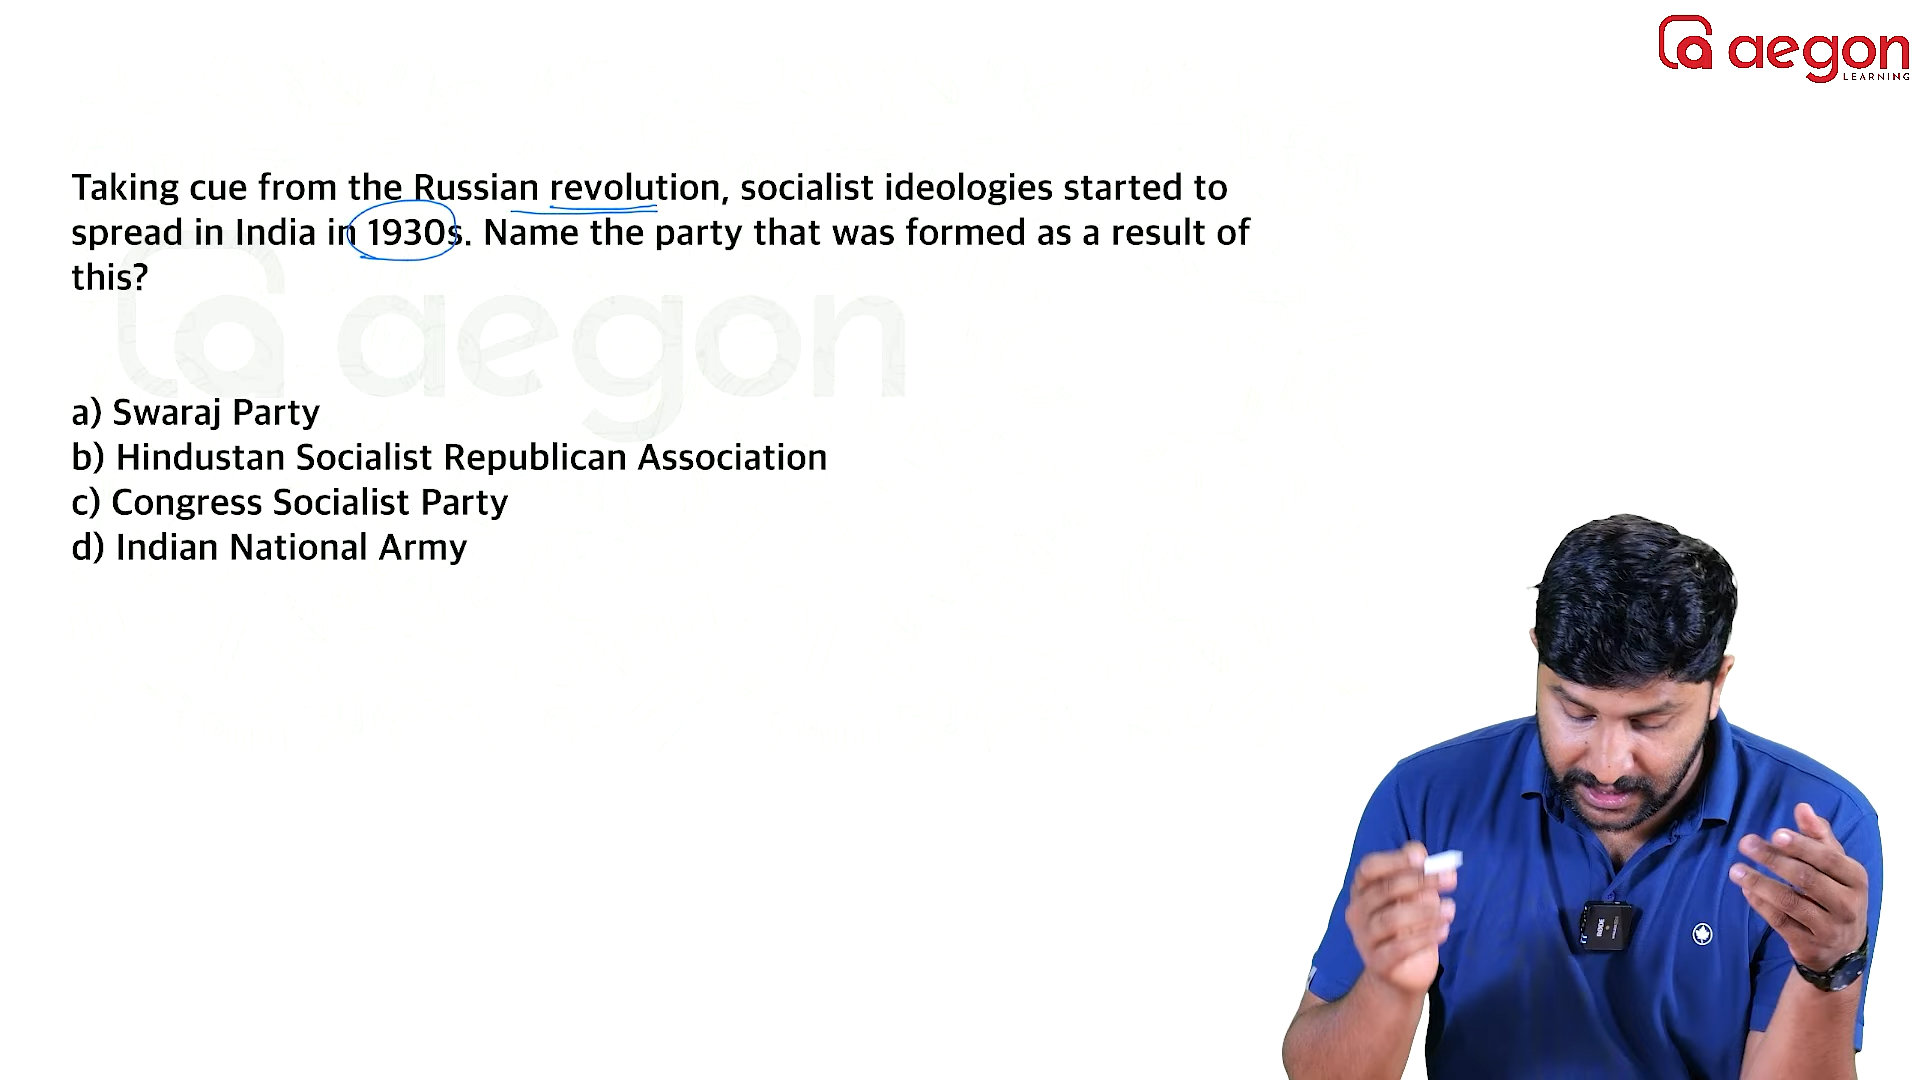 aegon
LEARNING
Taking cue from the Russian revolution, socialist ideologies started to
spread in India in 1930s. Name the party that was formed as a result of
this?
aegon
a) Swaraj Party
b) Hindustan Socialist Republican Association
c) Congress Socialist Party
d) Indian National Army
RODE